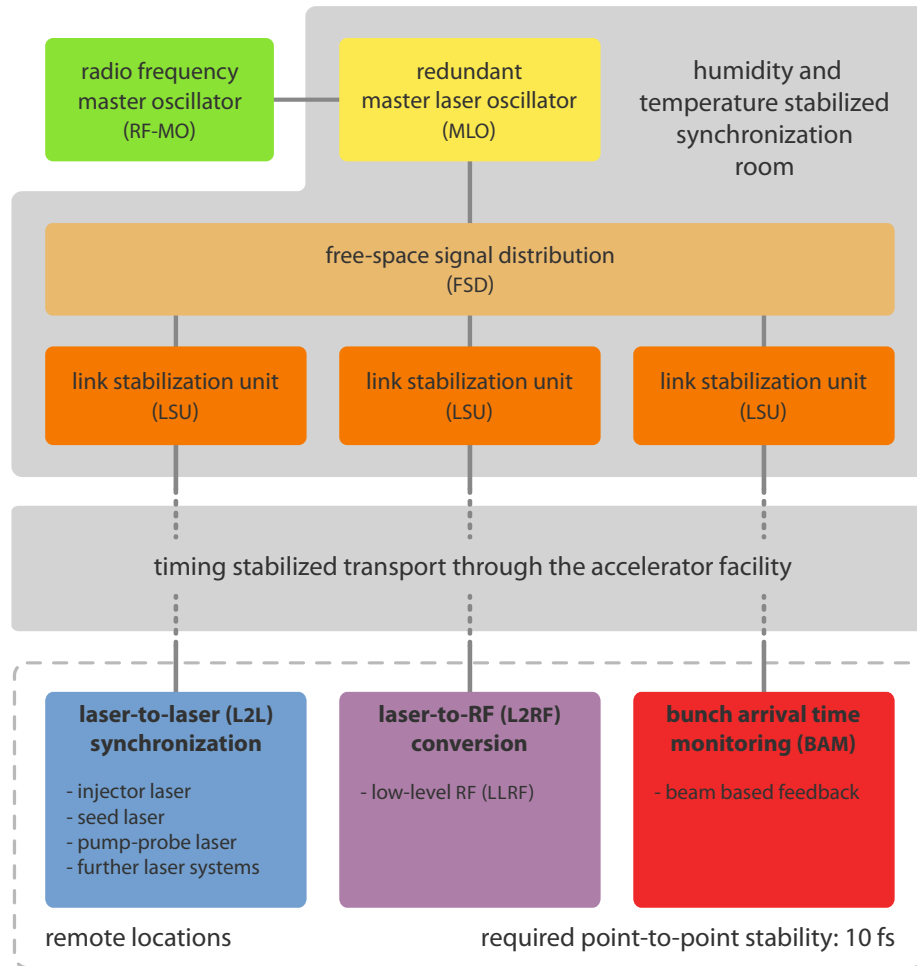 radio frequency
master oscillator
(RF-MO)
redundant
master laser oscillator
(MLO)
humidity and
temperature stabilized
synchronization
room
free-space signal distribution
(FSD)
link stabilization unit
(LSU)
link stabilization unit
(LSU)
link stabilization unit
(LSU)
timing stabilized transport through the accelerator facility
laser-to-laser (L2L)
synchronization
- injector laser
- seed laser
- pump-probe laser
- further laser systems
laser-to-RF (L2RF)
conversion
- low-level RF (LLRF)
bunch arrival time
monitoring (BAM)
- beam based feedback
remote locations
required point-to-point stability: 10 fs